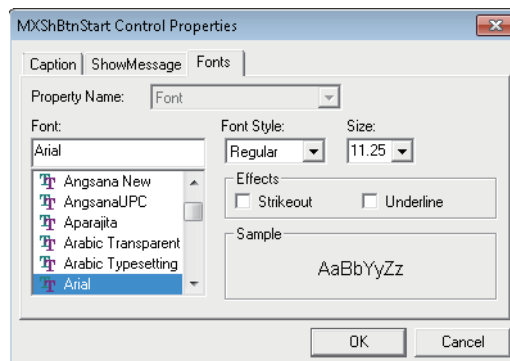 MXShBtnStart Control Properties
Caption ShowMessage Fonts
Property Name: Font
Font: Font Style: Size:
Arial Regular 11.25
Angsana New
AngsanaUPC
Aparajita
Arabic Transparent
Arabic Typesetting
Arial
Effects
Strikeout Underline
Sample
AaBbYyZz
OK Cancel